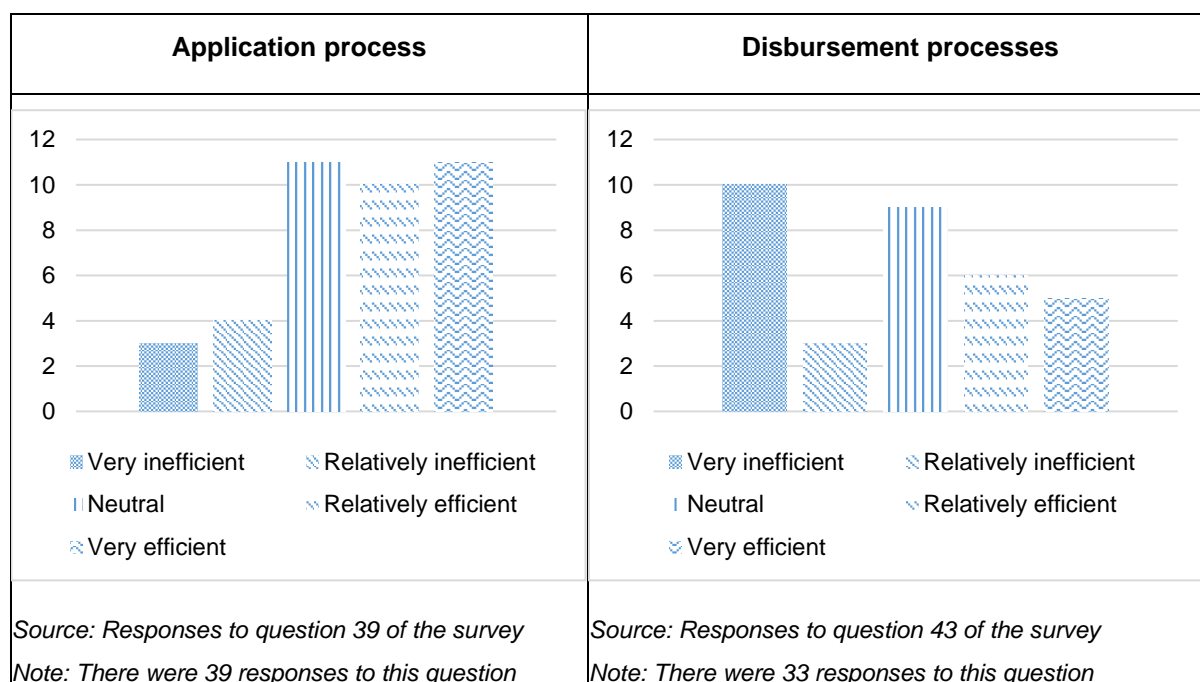 Application process
Disbursement processes
12
10
8
6
4
2
0
Very inefficient
Relatively inefficient
Neutral
Relatively efficient
Very efficient
12
10
8
6
4
2
0
Very inefficient
Relatively inefficient
Neutral
Relatively efficient
Very efficient
Source: Responses to question 39 of the survey
Note: There were 39 responses to this question
Source: Responses to question 43 of the survey
Note: There were 33 responses to this question